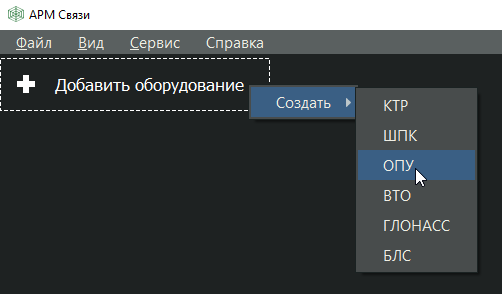 АРМ Связи
Файл Вид Сервис Справка
Добавить оборудование
Создать
КТР
ШПК
ОПУ
ВТО
ГЛОНАСС
БЛС